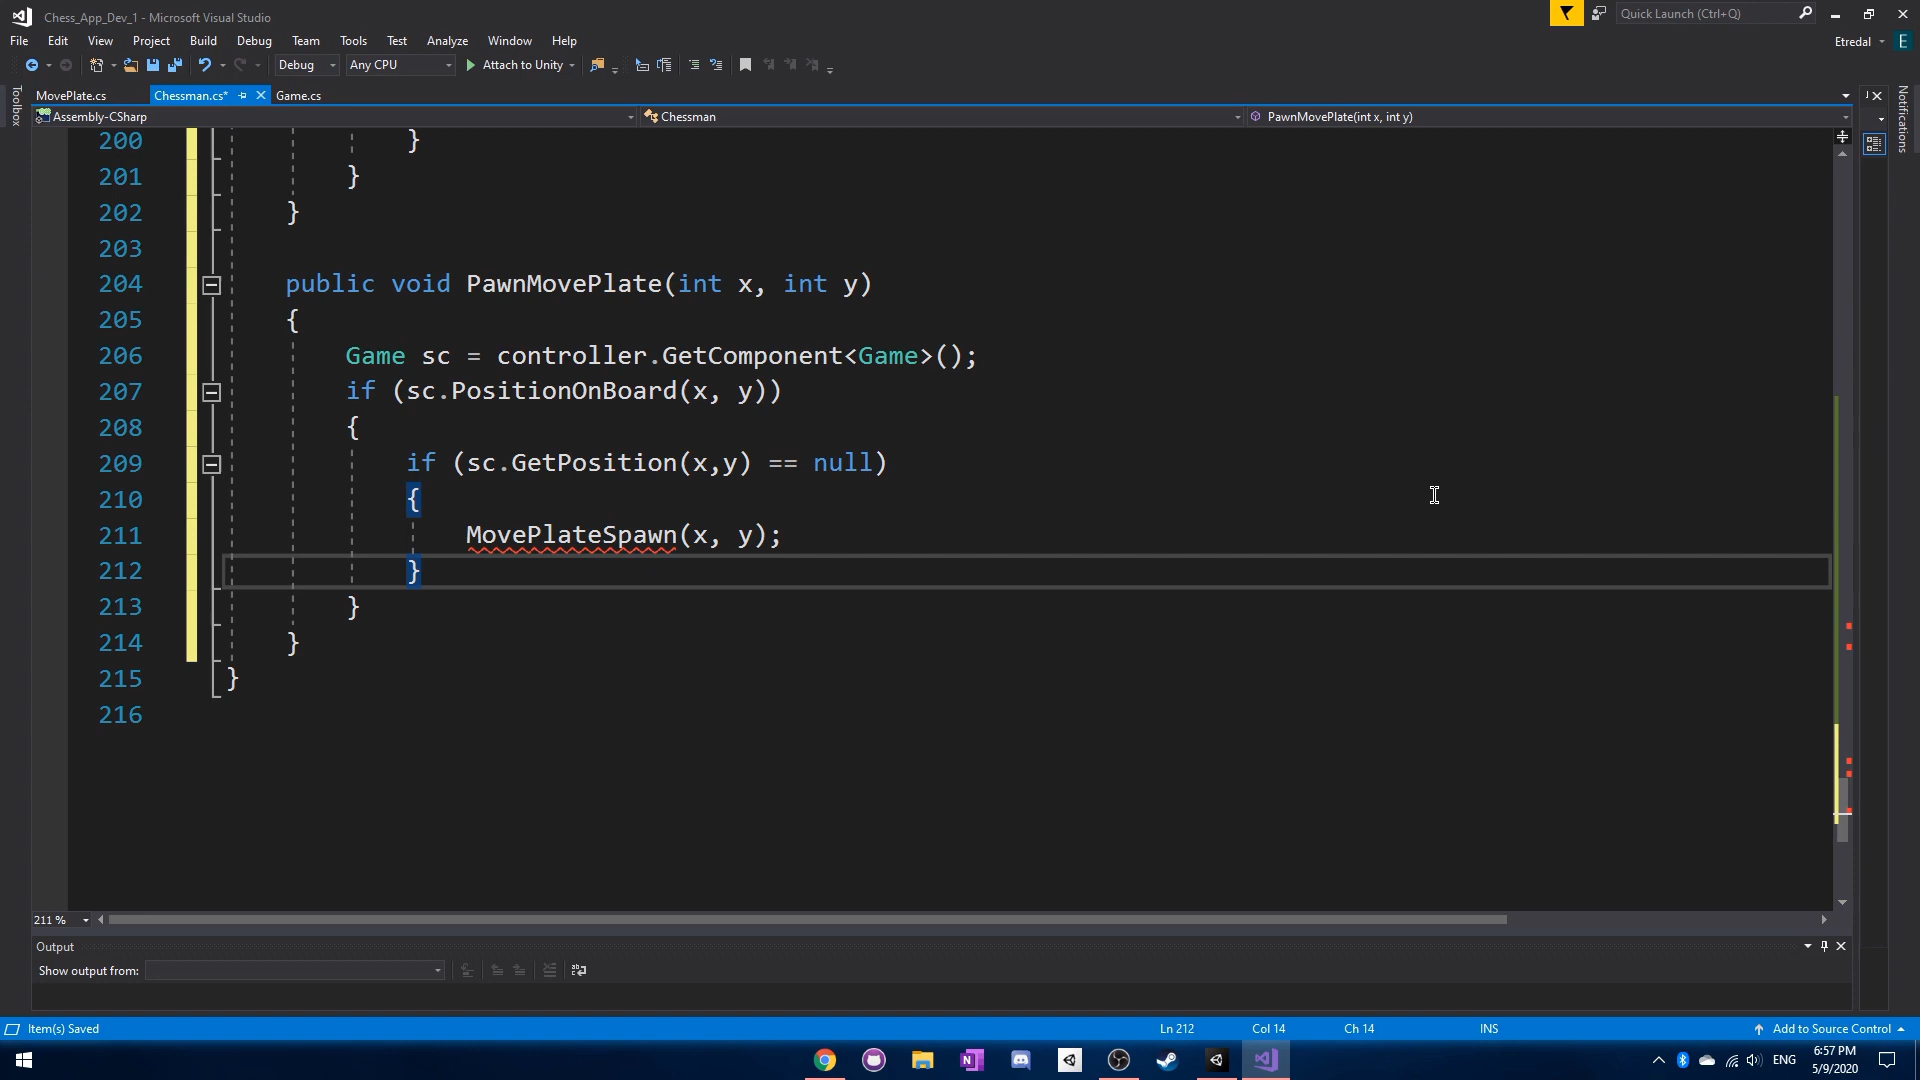 Chess_App_Dev_1 - Microsoft Visual Studio
Quick Launch (Ctrl+Q)
File Edit View Project Build Debug Team Tools Test Analyze Window Help
Etredal E
Debug Any CPU Attach to Unity
Toolbox
MovePlate.cs Chessman.cs* Game.cs
Notifications
Assembly-CSharp Chessman PawnMovePlate(int x, int y)
200 }
201 }
202 }
203
204 public void PawnMovePlate(int x, int y)
205 {
206 Game sc = controller.GetComponent<Game>();
207 if (sc.PositionOnBoard(x, y))
208 {
209 if (sc.GetPosition(x,y) == null)
210 {
211 MovePlateSpawn(x, y);
212 }
213 }
214 }
215 }
216
211 %
Output
Show output from:
Item(s) Saved Ln 212 Col 14 Ch 14 INS Add to Source Control
ENG 6:57 PM
5/9/2020